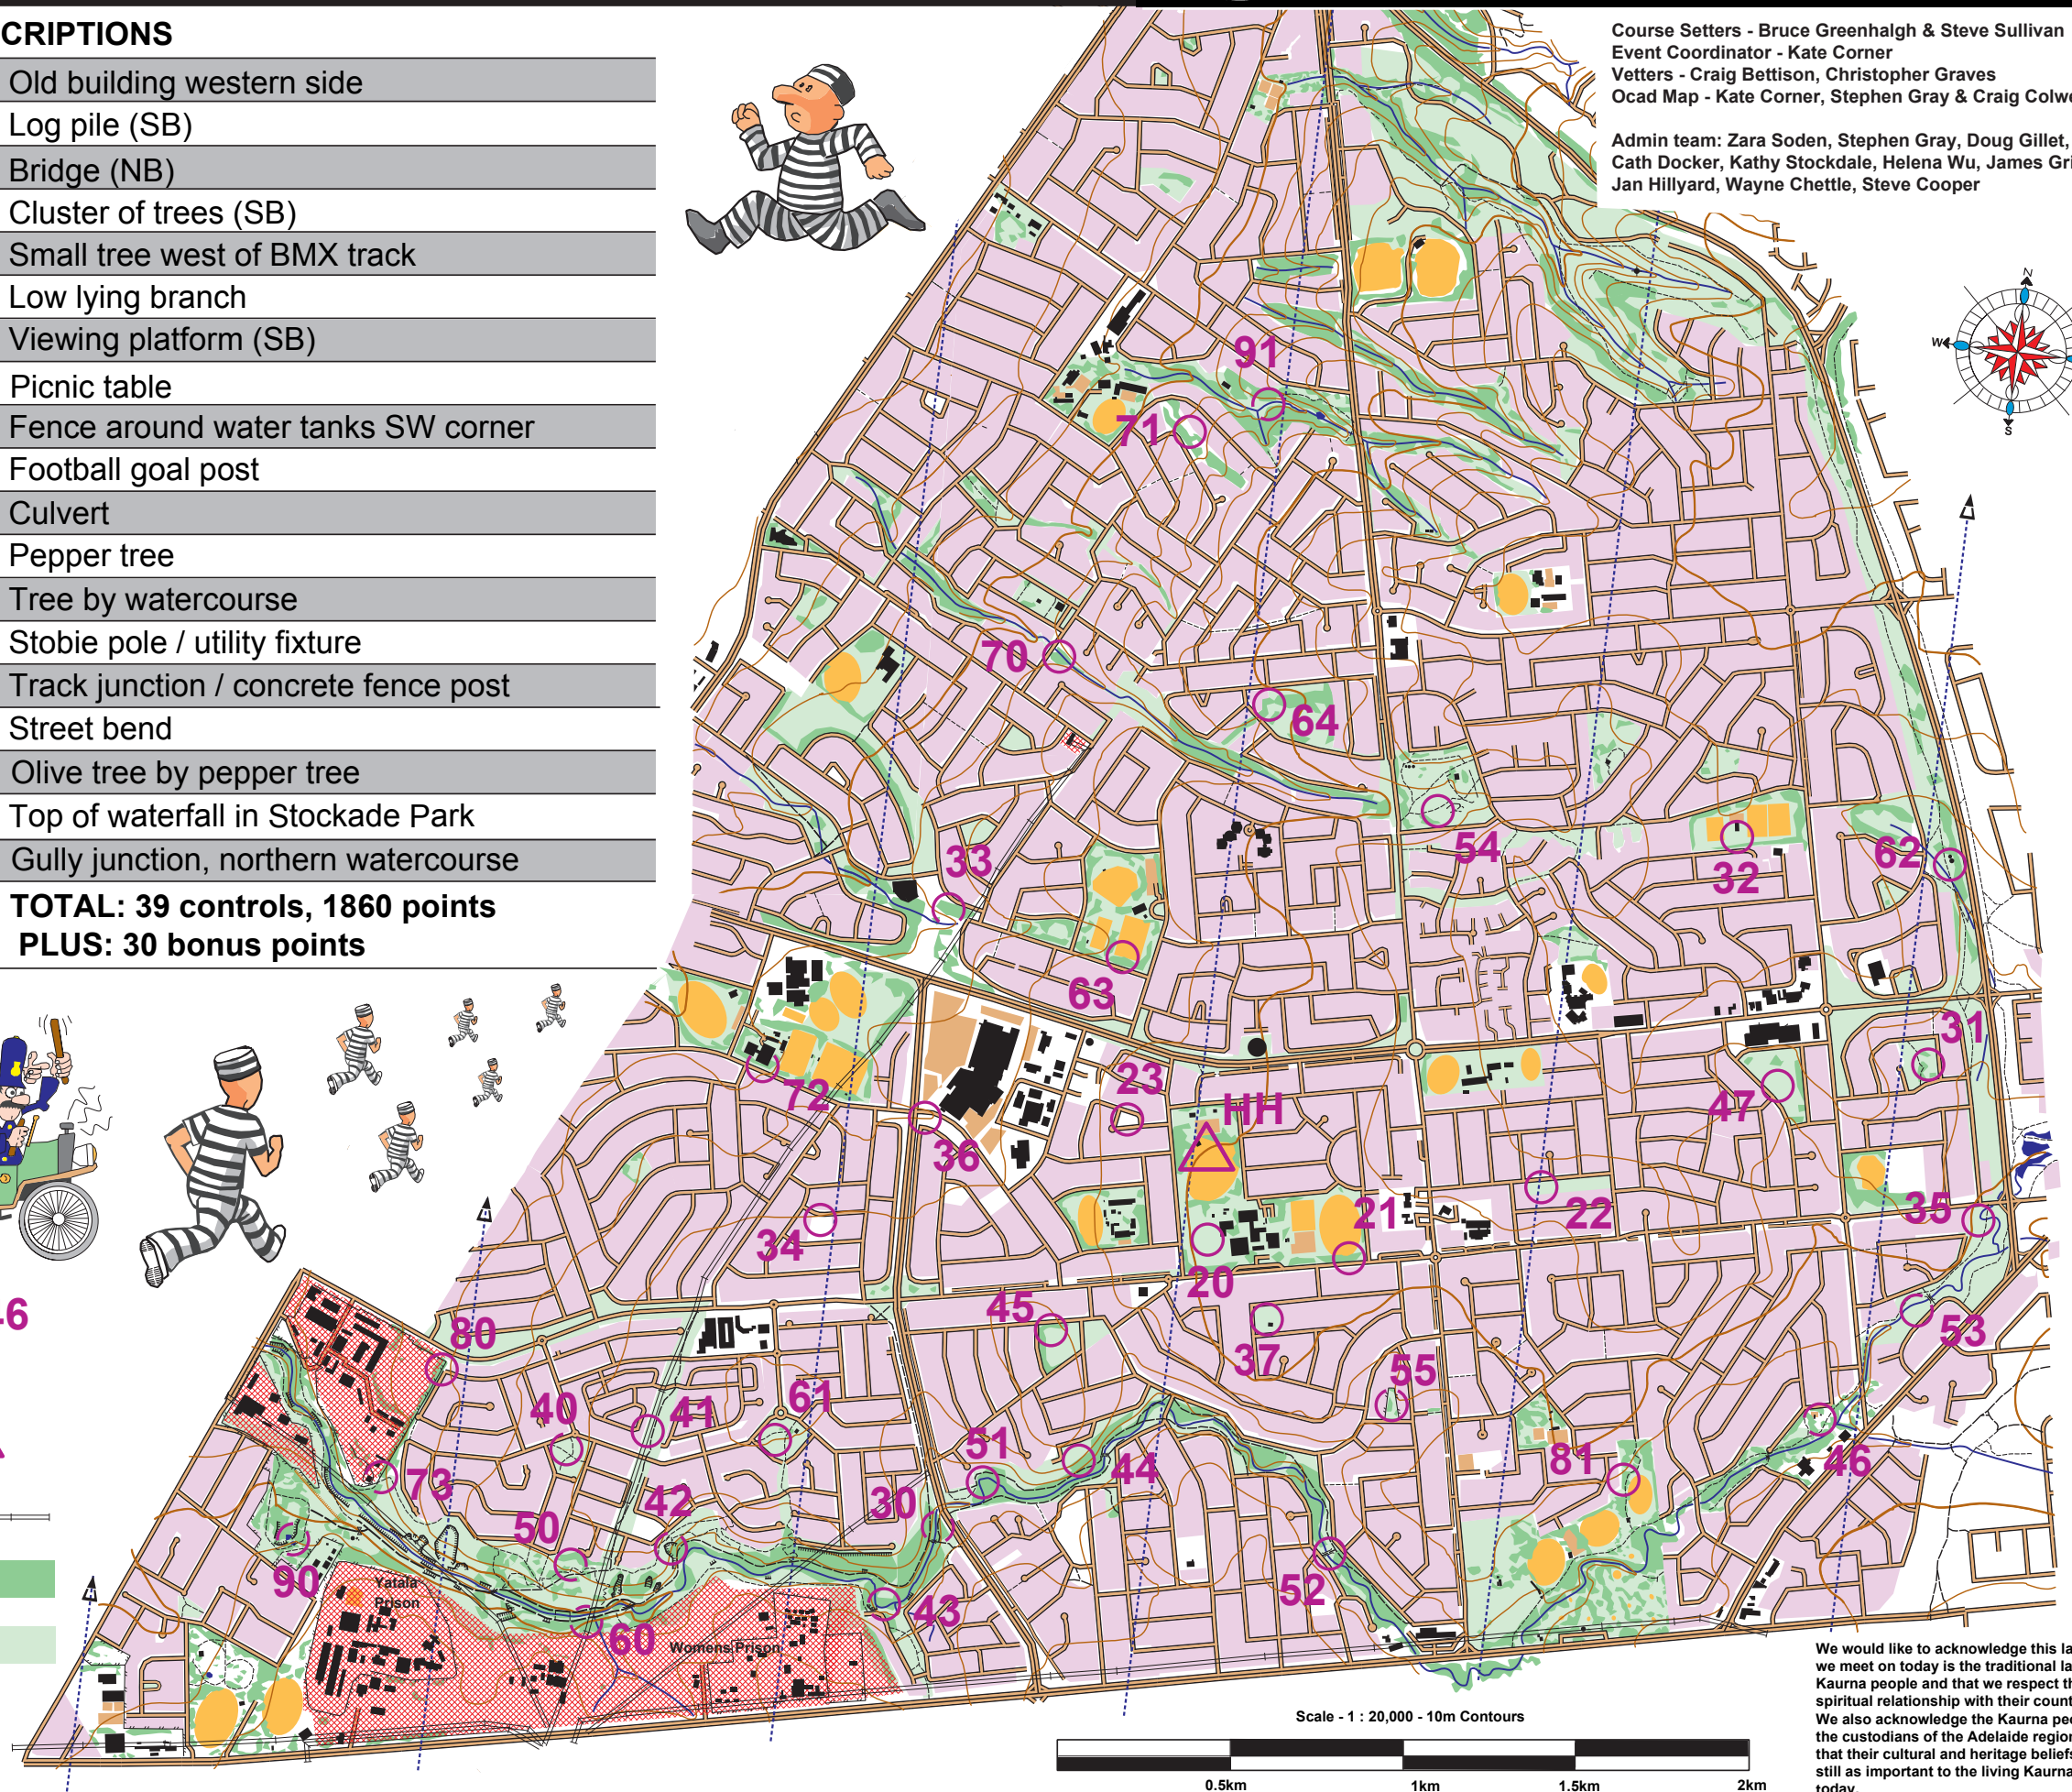 CRIPTIONS
Old building western side
Log pile (SB)
Bridge (NB)
Cluster of trees (SB)
Small tree west of BMX track
Low lying branch
Viewing platform (SB)
Picnic table
Fence around water tanks SW corner
Football goal post
Culvert
Pepper tree
Tree by watercourse
Stobie pole / utility fixture
Track junction / concrete fence post
Street bend
Olive tree by pepper tree
Top of waterfall in Stockade Park
Gully junction, northern watercourse
TOTAL: 39 controls, 1860 points
PLUS: 30 bonus points
Course Setters - Bruce Greenhalgh & Steve Sullivan
Event Coordinator - Kate Corner
Vetters - Craig Bettison, Christopher Graves
Ocad Map - Kate Corner, Stephen Gray & Craig Colwe
Admin team: Zara Soden, Stephen Gray, Doug Gillet,
Cath Docker, Kathy Stockdale, Helena Wu, James Gri
Jan Hillyard, Wayne Chettle, Steve Cooper
N
W
S
91
71
70
64
54
32
62
33
63
31
72
23
HH
47
36
34
21
22
35
20
45
37
53
80
55
40
41
61
51
44
81
46
73
50
42
30
90
52
43
60
46
Yatala
Prison
Womens Prison
Scale - 1 : 20,000 - 10m Contours
0.5km
1km
1.5km
2km
We would like to acknowledge this la
we meet on today is the traditional la
Kaurna people and that we respect th
spiritual relationship with their count
We also acknowledge the Kaurna peo
the custodians of the Adelaide region
that their cultural and heritage beliefs
still as important to the living Kaurna
today.